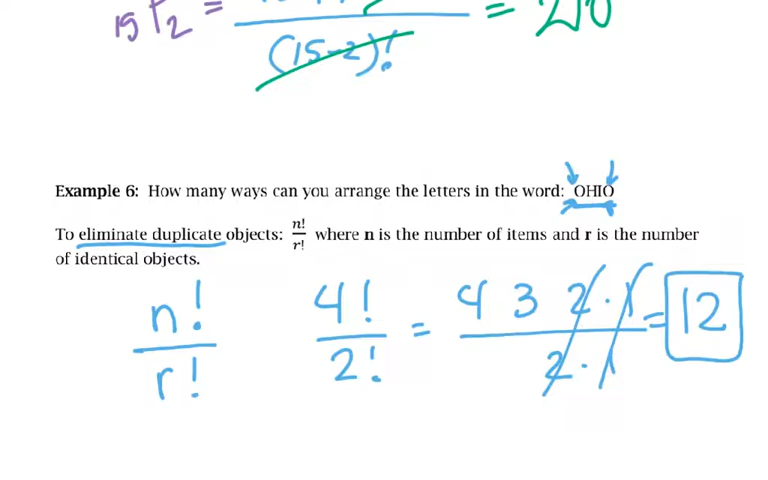 15P2 = = 210
(15-2)!
Example 6: How many ways can you arrange the letters in the word: OHIO
To eliminate duplicate objects: n!/r! where n is the number of items and r is the number
of identical objects.
n!/r! 4!/2! = 4 3 2·1/2·1 = 12